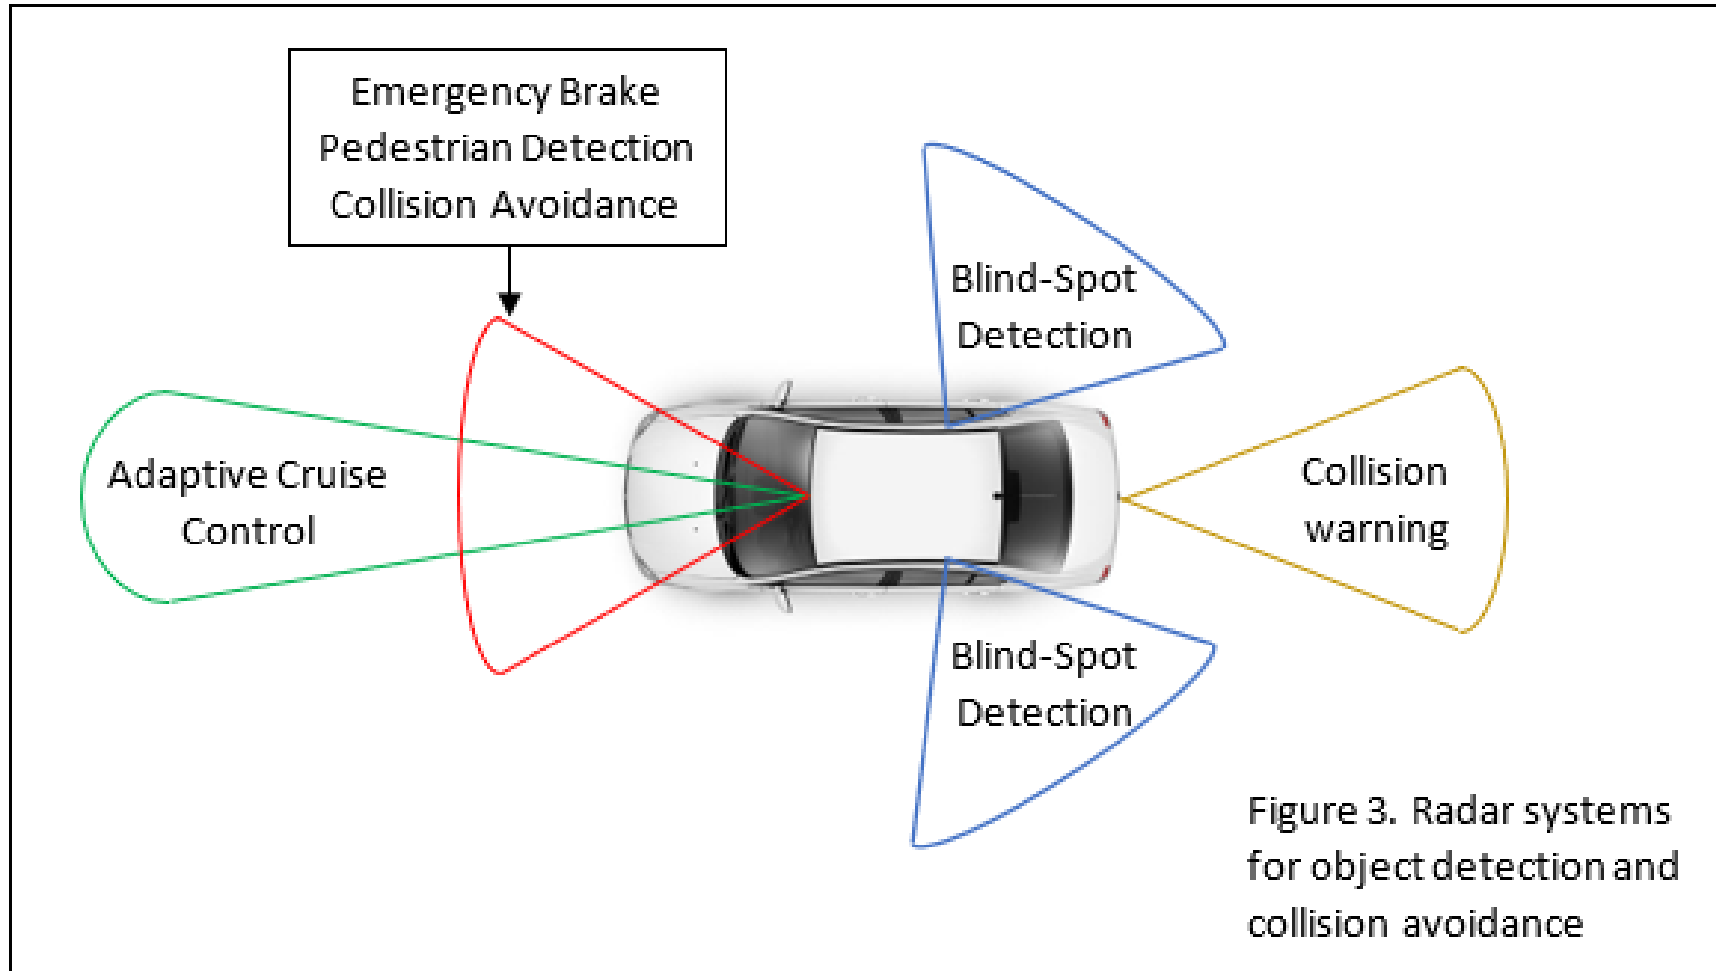 Emergency Brake
Pedestrian Detection
Collision Avoidance
Blind-Spot
Detection
Adaptive Cruise
Control
Collision
warning
Blind-Spot
Detection
Figure 3. Radar systems
for object detection and
collision avoidance